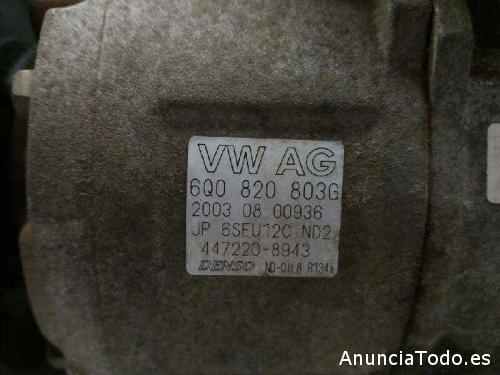 VW AG
6Q0 820 803G
2003 08 00936
JP 6SEU12C ND2
447220-8943
DENSO ND-OIL8 R134a
AnunciaTodo.es